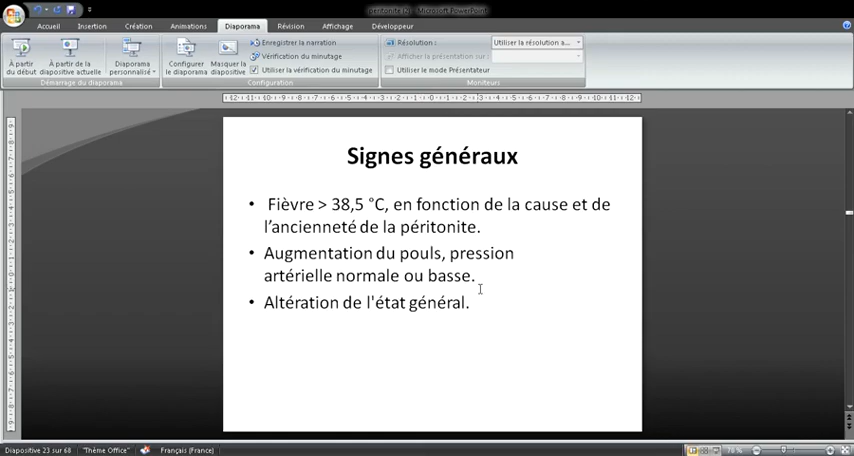 péritonite (2) - Microsoft PowerPoint
Accueil Insertion Création Animations Diaporama Révision Affichage Développeur
À partir du début
À partir de la diapositive actuelle
Diaporama personnalisé
Démarrage du diaporama
Configurer le diaporama
Masquer la diapositive
Enregistrer la narration
Vérification du minutage
Utiliser la vérification du minutage
Configuration
Résolution : Utiliser la résolution a...
Afficher la présentation sur :
Utiliser le mode Présentateur
Moniteurs
Signes généraux
• Fièvre > 38,5 °C, en fonction de la cause et de
l’ancienneté de la péritonite.
• Augmentation du pouls, pression
artérielle normale ou basse.
• Altération de l'état général.
Diapositive 23 sur 68 "Thème Office" Français (France)